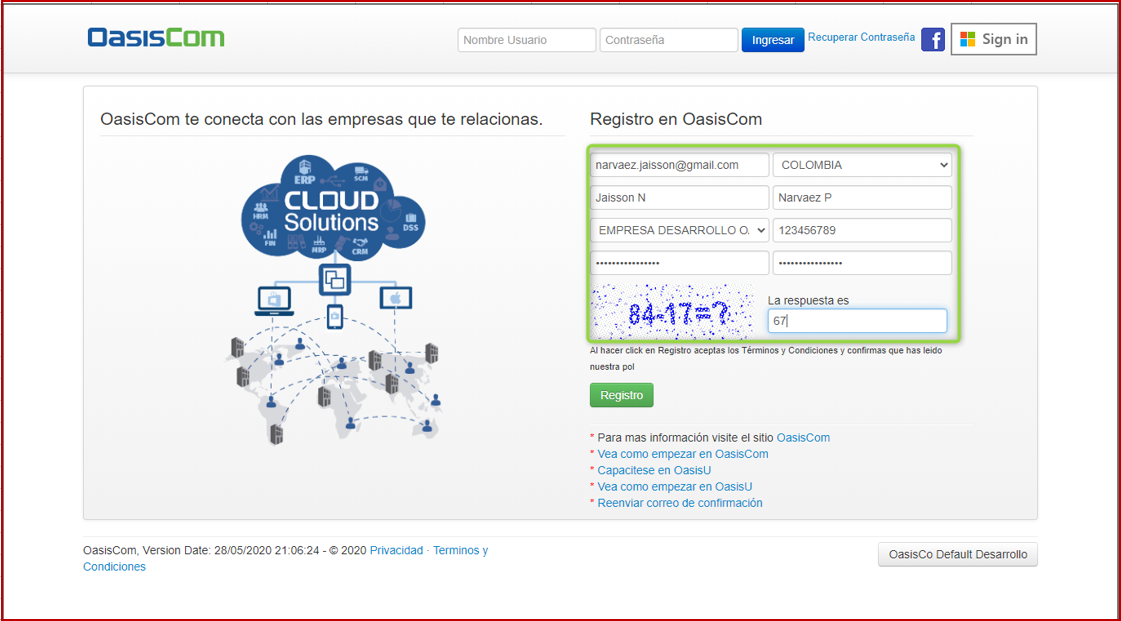 OasisCom
Nombre Usuario Contraseña Ingresar Recuperar Contraseña f Sign in
OasisCom te conecta con las empresas que te relacionas.
ERP SCM
CLOUD
Solutions
HRM DSS
FIN MRP CRM
Registro en OasisCom
narvaez.jaisson@gmail.com COLOMBIA
Jaisson N Narvaez P
EMPRESA DESARROLLO O 123456789
•••••••••••••••• ••••••••••••••••
84-17=? La respuesta es
67
Al hacer click en Registro aceptas los Términos y Condiciones y confirmas que has leido
nuestra pol
Registro
* Para mas información visite el sitio OasisCom
* Vea como empezar en OasisCom
* Capacitese en OasisU
* Vea como empezar en OasisU
* Reenviar correo de confirmación
OasisCom, Version Date: 28/05/2020 21:06:24 - © 2020 Privacidad · Terminos y
Condiciones
OasisCo Default Desarrollo